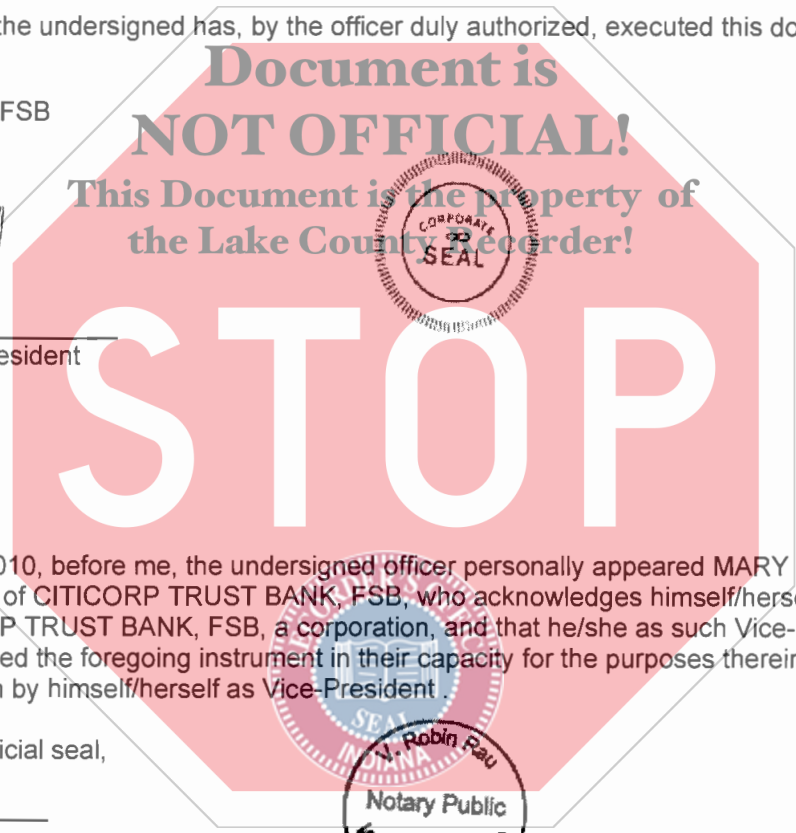 the undersigned has, by the officer duly authorized, executed this do
Document is
FSB
NOT OFFICIAL!
This Document is the property of
the Lake County Recorder!
CORPORATE
SEAL
esident
STOP
010, before me, the undersigned officer personally appeared MARY
of CITICORP TRUST BANK, FSB, who acknowledges himself/herse
P TRUST BANK, FSB, a corporation, and that he/she as such Vice-
ed the foregoing instrument in their capacity for the purposes therein
by himself/herself as Vice-President .
SEAL
INDIANA
icial seal,
V. Robin Rau
Notary Public